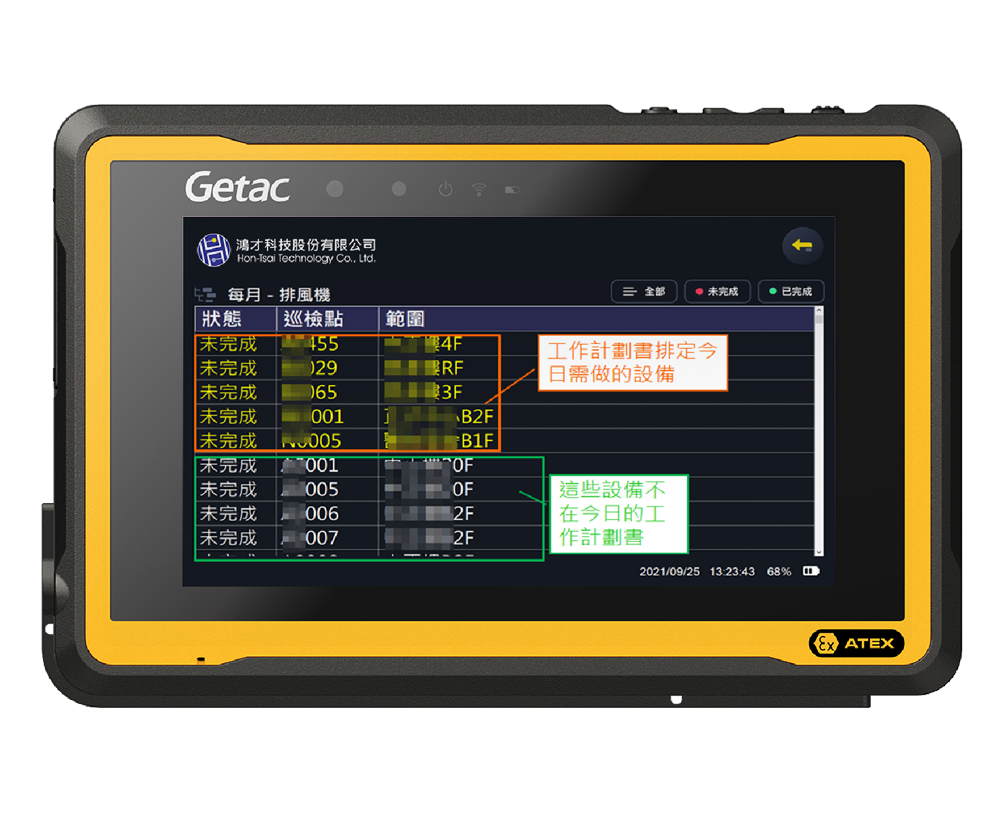 Getac
鴻才科技股份有限公司
Hon-Tsai Technology Co., Ltd.
每月 - 排風機
全部
未完成
已完成
狀態 巡檢點 範圍
未完成 455 4F
未完成 029 RF
未完成 065 3F
未完成 001 B2F
未完成 N0005 B1F
未完成 001 0F
未完成 005 0F
未完成 006 2F
未完成 007 2F
工作計劃書排定今
日需做的設備
這些設備不
在今日的工
作計劃書
2021/09/25 13:23:43 68%
Ex ATEX